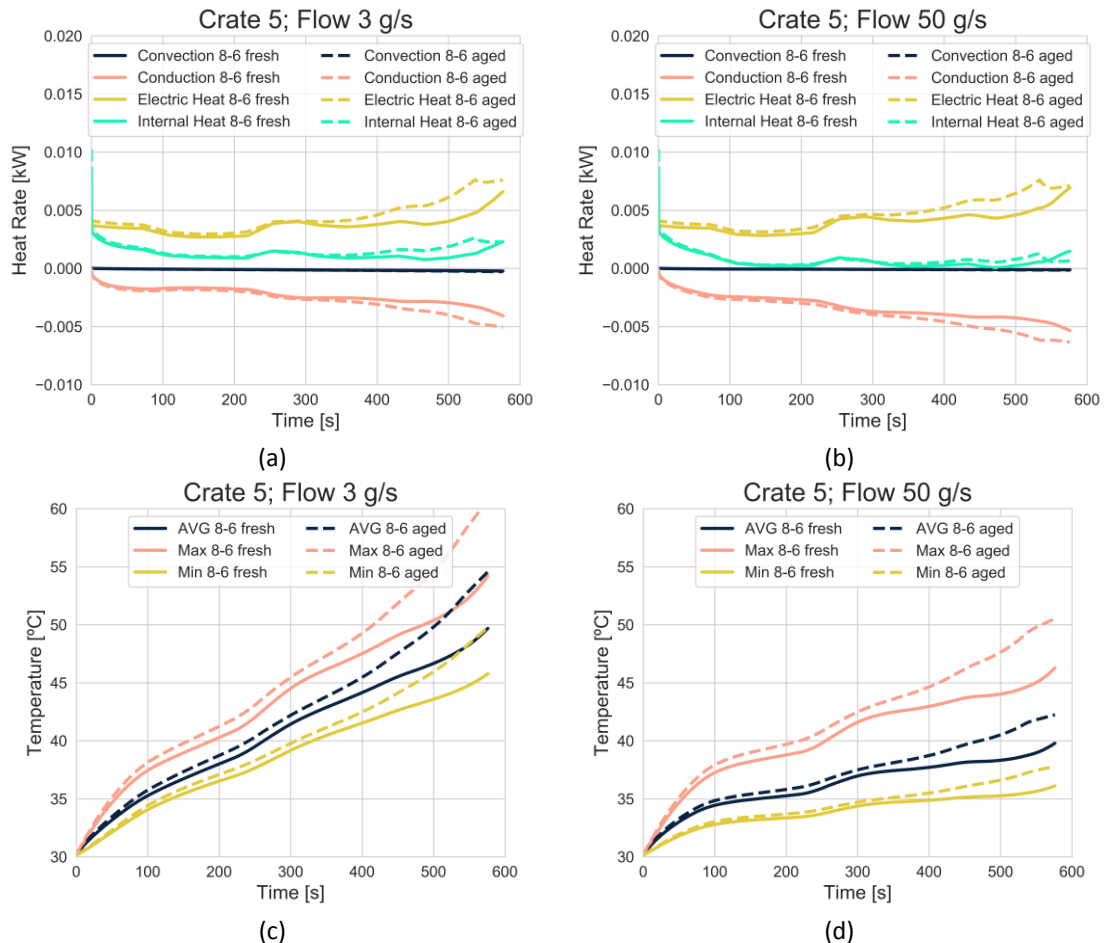 Crate 5; Flow 3 g/s
0.020
0.015
0.010
0.005
0.000
−0.005
−0.010
Heat Rate [kW]
Convection 8-6 fresh
Conduction 8-6 fresh
Electric Heat 8-6 fresh
Internal Heat 8-6 fresh
Convection 8-6 aged
Conduction 8-6 aged
Electric Heat 8-6 aged
Internal Heat 8-6 aged
0 100 200 300 400 500 600
Time [s]
(a)
Crate 5; Flow 50 g/s
0.020
0.015
0.010
0.005
0.000
−0.005
−0.010
Heat Rate [kW]
Convection 8-6 fresh
Conduction 8-6 fresh
Electric Heat 8-6 fresh
Internal Heat 8-6 fresh
Convection 8-6 aged
Conduction 8-6 aged
Electric Heat 8-6 aged
Internal Heat 8-6 aged
0 100 200 300 400 500 600
Time [s]
(b)
Crate 5; Flow 3 g/s
60
55
50
45
40
35
30
Temperature [ºC]
AVG 8-6 fresh
Max 8-6 fresh
Min 8-6 fresh
AVG 8-6 aged
Max 8-6 aged
Min 8-6 aged
0 100 200 300 400 500 600
Time [s]
(c)
Crate 5; Flow 50 g/s
60
55
50
45
40
35
30
Temperature [ºC]
AVG 8-6 fresh
Max 8-6 fresh
Min 8-6 fresh
AVG 8-6 aged
Max 8-6 aged
Min 8-6 aged
0 100 200 300 400 500 600
Time [s]
(d)